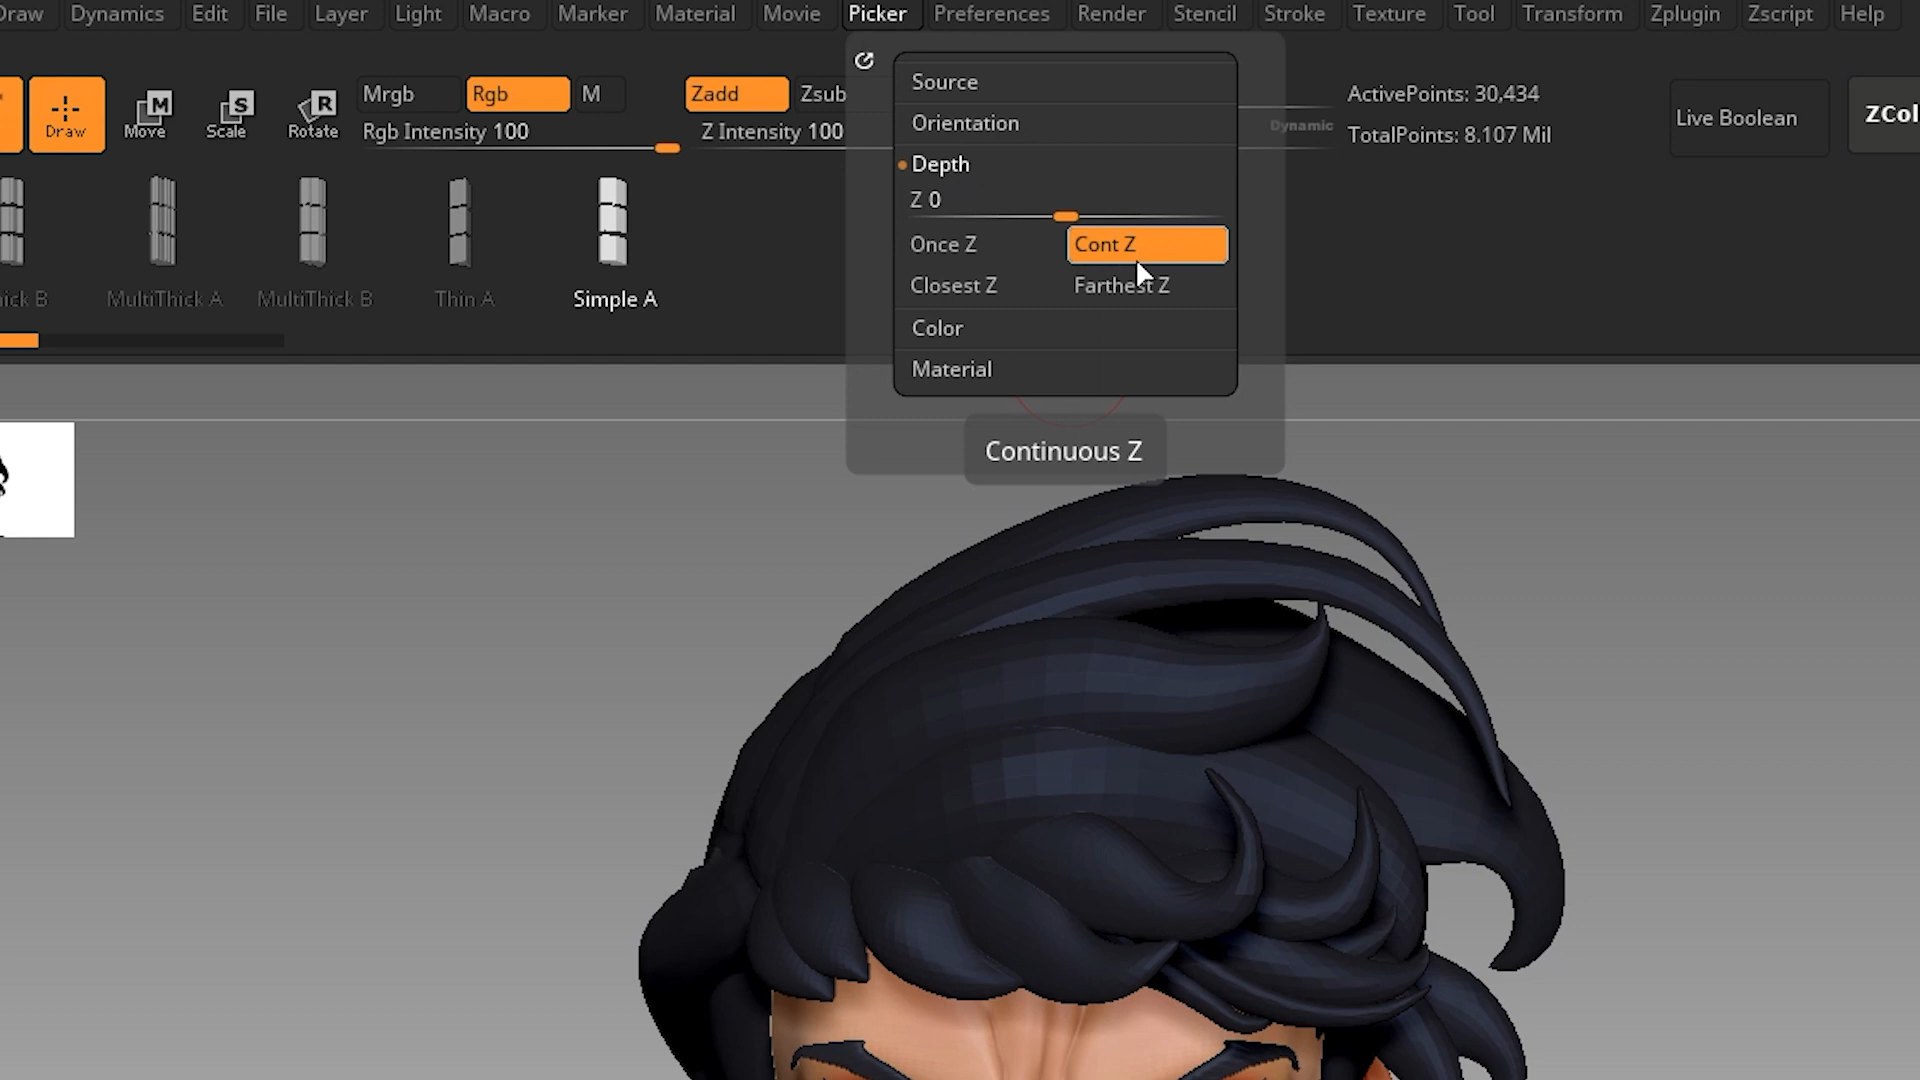 Draw Dynamics Edit File Layer Light Macro Marker Material Movie Picker Preferences Render Stencil Stroke Texture Tool Transform Zplugin Zscript Help
Source
Mrgb Rgb M Zadd Zsub
ActivePoints: 30,434
Draw Move Scale Rotate
M S R
Rgb Intensity 100 Z Intensity 100
Dynamic
TotalPoints: 8.107 Mil
Live Boolean
ZCol
Orientation
Depth
Z 0
Once Z Cont Z
Closest Z Farthest Z
Color
Material
ick B MultiThick A MultiThick B Thin A Simple A
Continuous Z